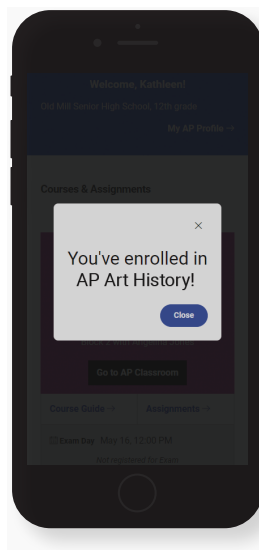 Welcome, Kathleen!
Old Mill Senior High School, 12th grade
My AP Profile →
Courses & Assignments
×
You've enrolled in
AP Art History!
Close
Go to AP Classroom
Course Guide →
Assignments →
Exam Day May 16, 12:00 PM
Not registered for Exam